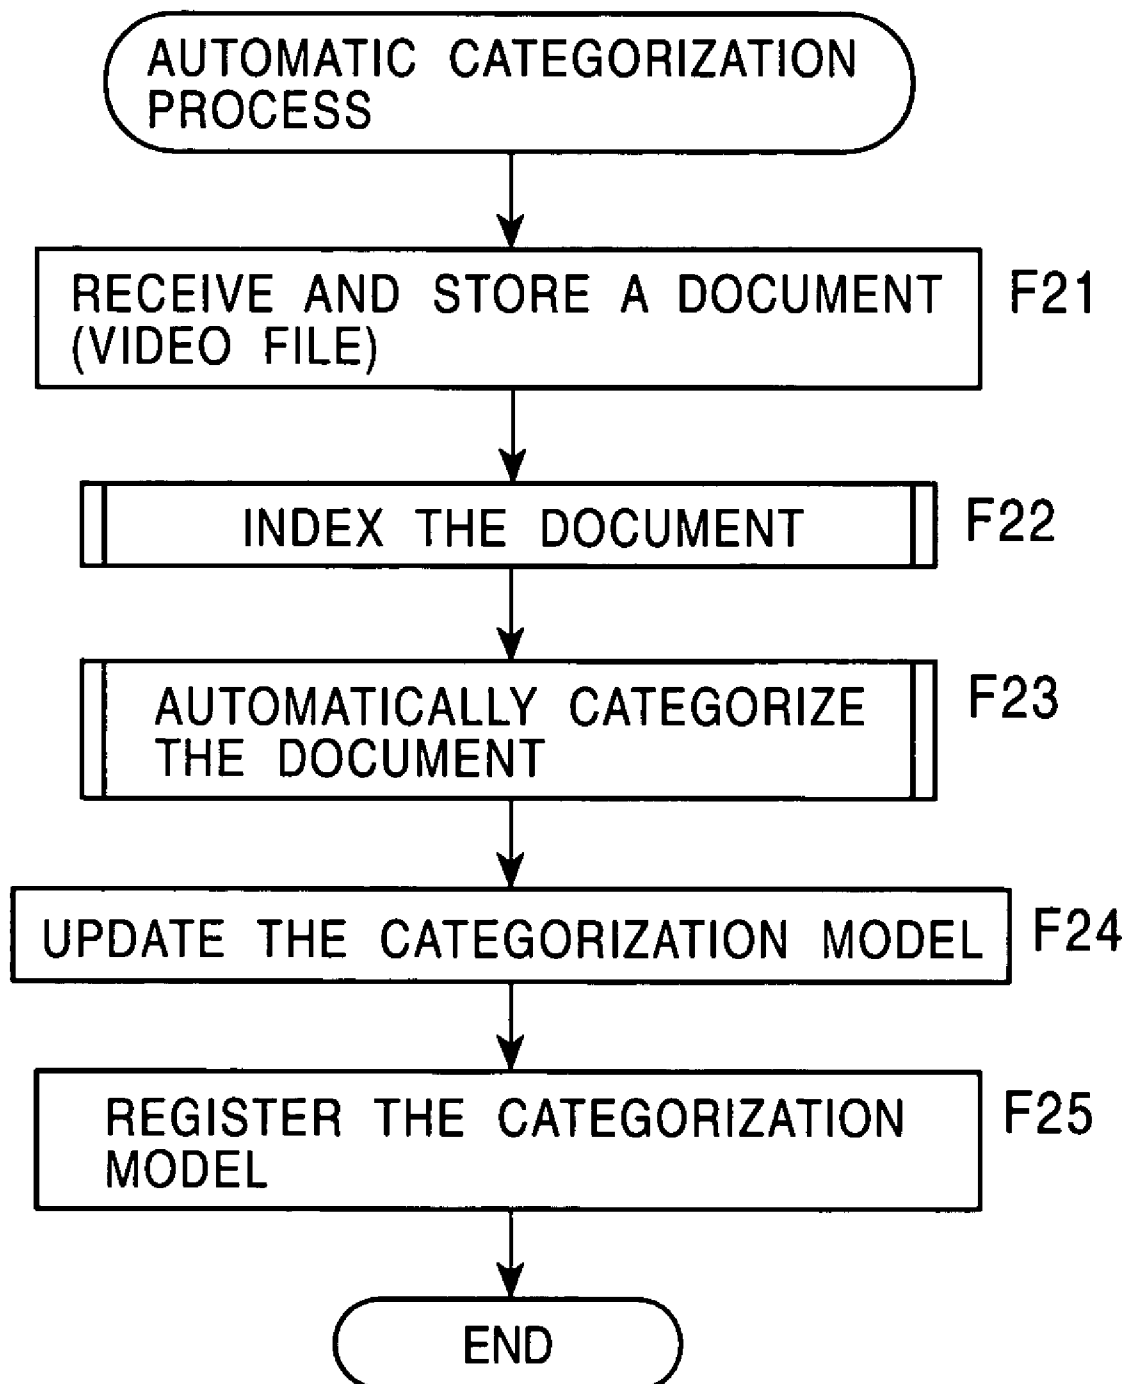 AUTOMATIC CATEGORIZATION
PROCESS
RECEIVE AND STORE A DOCUMENT
(VIDEO FILE)
F21
INDEX THE DOCUMENT
F22
AUTOMATICALLY CATEGORIZE
THE DOCUMENT
F23
UPDATE THE CATEGORIZATION MODEL
F24
REGISTER THE CATEGORIZATION
MODEL
F25
END